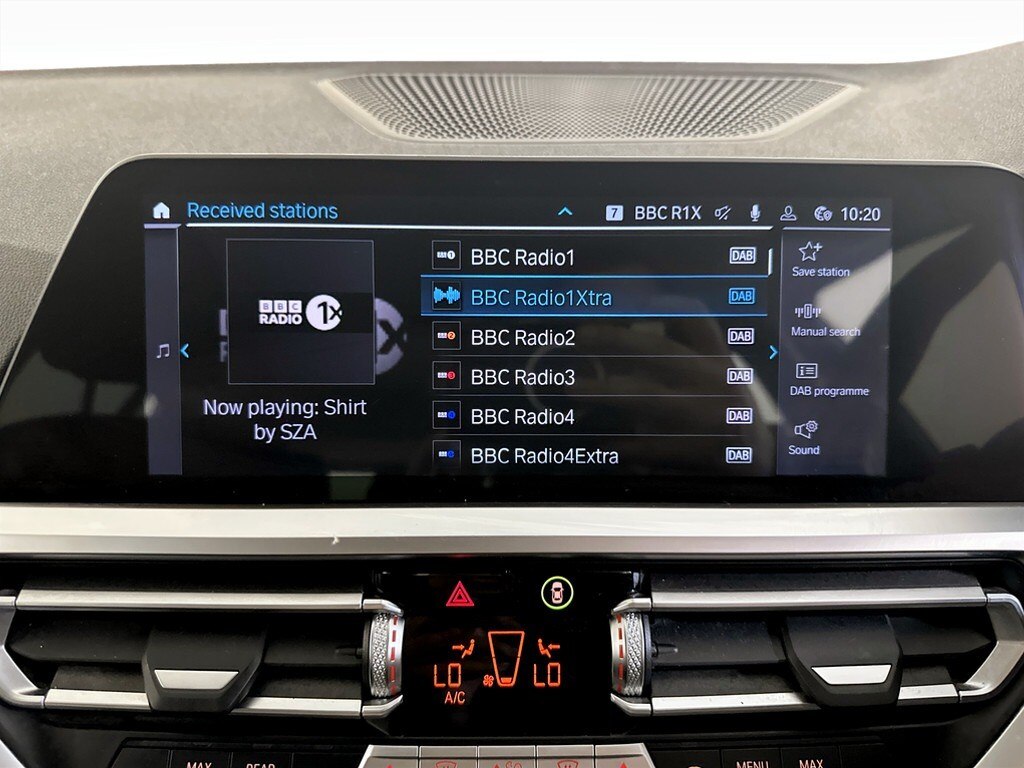 Received stations
7 BBC R1X 10:20
BBC RADIO 1X
Now playing: Shirt
by SZA
BBC Radio1 DAB
BBC Radio1Xtra DAB
BBC Radio2 DAB
BBC Radio3 DAB
BBC Radio4 DAB
BBC Radio4Extra DAB
Save station
Manual search
DAB programme
Sound
LO LO
A/C
MAX REAR MENU MAX